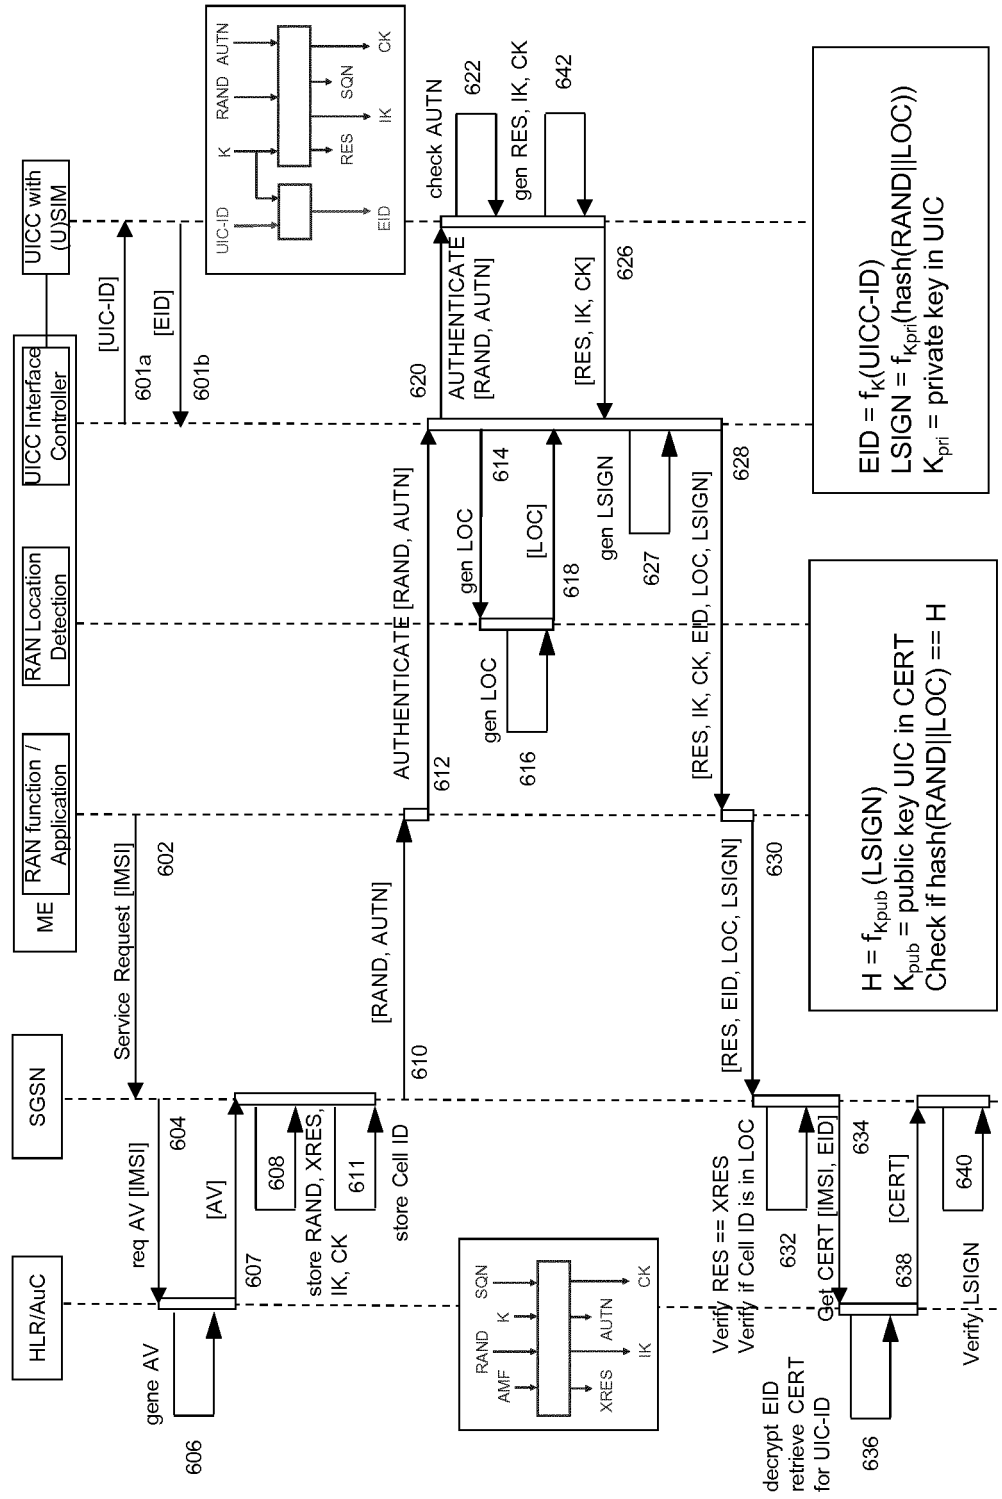 HLR/AuC
SGSN
ME
RAN function /
Application
RAN Location
Detection
UICC Interface
Controller
UICC with
(U)SIM
[UIC-ID]
601a
[EID]
601b
Service Request [IMSI]
602
req AV [IMSI]
604
gene AV
606
[AV]
607
608
store RAND, XRES,
IK, CK
611
store Cell ID
[RAND, AUTN]
610
AUTHENTICATE [RAND, AUTN]
612
gen LOC
614
gen LOC
616
[LOC]
618
620
AUTHENTICATE
[RAND, AUTN]
check AUTN
622
gen RES, IK, CK
642
[RES, IK, CK]
626
gen LSIGN
627
[RES, IK, CK, EID, LOC, LSIGN]
628
[RES, EID, LOC, LSIGN]
630
Verify RES == XRES
Verify if Cell ID is in LOC
632
Get CERT [IMSI, EID]
634
decrypt EID
retrieve CERT
for UIC-ID
636
[CERT]
638
640
Verify LSIGN
UIC-ID
K
RAND
AUTN
EID
RES
IK
SQN
CK
AMF
RAND
K
SQN
XRES
IK
AUTN
CK
H = fKpub (LSIGN)
Kpub = public key UIC in CERT
Check if hash(RAND||LOC) == H
EID = fK(UICC-ID)
LSIGN = fKpri(hash(RAND||LOC))
Kpri = private key in UIC